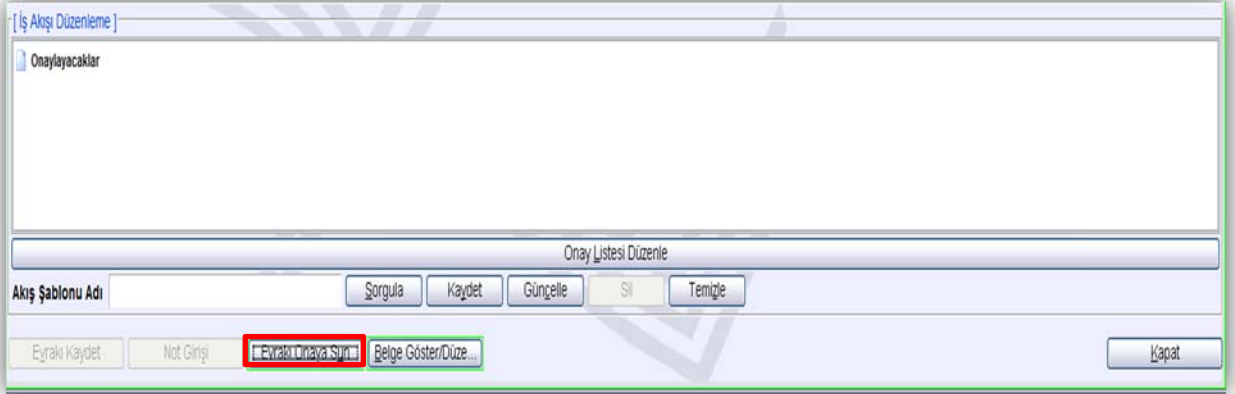 [ İş Akışı Düzenleme ]
Onaylayacaklar
Onay Listesi Düzenle
Akış Şablonu Adı Sorgula Kaydet Güncelle Sil Temizle
Evrakı Kaydet Not Girişi Evrakı Onaya Sun Belge Göster/Düze... Kapat